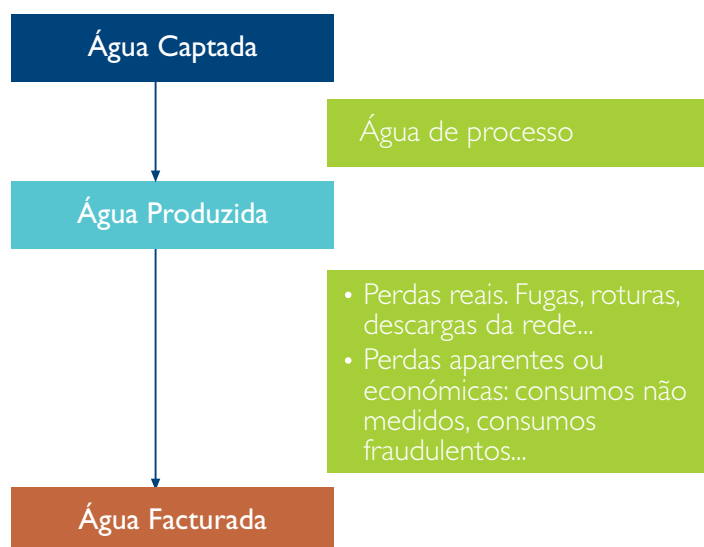 Água Captada
Água de processo
Água Produzida
• Perdas reais. Fugas, roturas,
descargas da rede...
• Perdas aparentes ou
económicas: consumos não
medidos, consumos
fraudulentos...
Água Facturada